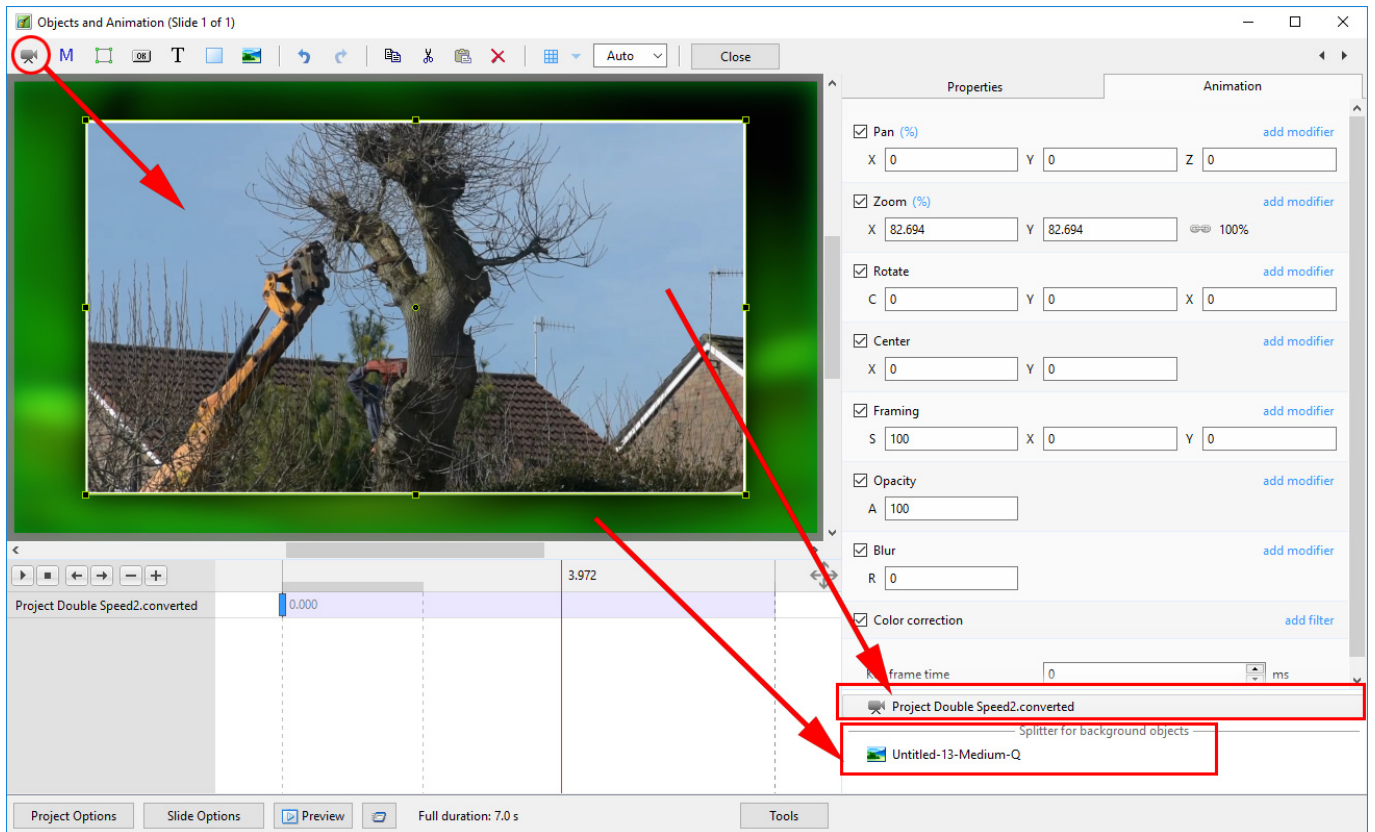 Objects and Animation (Slide 1 of 1)
M OK T Auto Close
Properties Animation
Pan (%) add modifier
X 0 Y 0 Z 0
Zoom (%) add modifier
X 82.694 Y 82.694 100%
Rotate add modifier
C 0 Y 0 X 0
Center add modifier
X 0 Y 0
Framing add modifier
S 100 X 0 Y 0
Opacity add modifier
A 100
Blur add modifier
R 0
Color correction add filter
frame time 0 ms
3.972
Project Double Speed2.converted 0.000
Project Double Speed2.converted
Splitter for background objects
Untitled-13-Medium-Q
Project Options Slide Options Preview Full duration: 7.0 s Tools